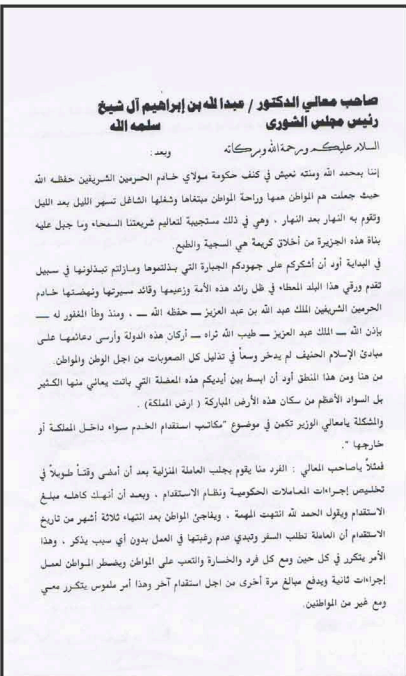 صاحب معالي الدكتور / عبدالله بن إبراهيم آل شيخ
رئيس مجلس الشورى سلمه الله
السلام عليكم ورحمة الله وبركاته وبعد :
إننا بحمد الله ومنته نعيش في كنف حكومة مولاي خادم الحرمين الشريفين حفظه الله
حيث جعلت هم المواطن همها وراحة المواطن مبتغاها وشغلها الشاغل تسهر الليل بعد الليل
وتقوم به النهار بعد النهار ، وهي في ذلك مستجيبة لتعاليم شريعتنا السمحاء وما جبل عليه
بناة هذه الجزيرة من أخلاق كريمة هي السجية والطبع.
في البداية أود أن أشكركم على جهودكم الجبارة التي بذلتموها ومازلتم تبذلونها في سبيل
تقدم ورقي هذا البلد المعطاء في ظل رائد هذه الأمة وزعيمها وقائد سيرتها ونهضتها خادم
الحرمين الشريفين الملك عبد الله بن عبد العزيز – حفظه الله – ، ومنذ وطأ المغفور له –
بإذن الله – الملك عبد العزيز – طيب الله ثراه – أركان هذه الدولة وأرسى دعائمها على
مبادئ الإسلام الحنيف لم يدخر وسعاً في تذليل كل الصعوبات من اجل الوطن والمواطن.
من هنا ومن هذا المنطق أود أن ابسط بين أيديكم هذه المعضلة التي باتت يعاني منها الكثير
بل السواد الأعظم من سكان هذه الأرض المباركة ( ارض المملكة) .
والمشكلة يامعالي الوزير تكمن في موضوع "مكاتب استقدام الخدم سواء داخل المملكة أو
خارجها ".
فمثلاً ياصاحب المعالي : الفرد منا يقوم بجلب العاملة المنزلية بعد أن أمضى وقتاً طويلاً في
تخليص إجراءات المعاملات الحكومية ونظام الاستقدام ، وبعد أن أنهك كاهله مبلغ
الاستقدام ويقول الحمد لله انتهت المهمة ، ويفاجئ المواطن بعد انتهاء ثلاثة أشهر من تاريخ
الاستقدام أن العاملة تطلب السفر وتبدي عدم رغبتها في العمل بدون أي سبب يذكر ، وهذا
الأمر يتكرر في كل حين ومع كل فرد والخسارة والتعب على المواطن ويضطر المواطن لعمل
إجراءات ثانية ويدفع مبالغ مرة أخرى من اجل استقدام آخر وهذا أمر ملموس يتكرر معي
ومع غير من المواطنين.